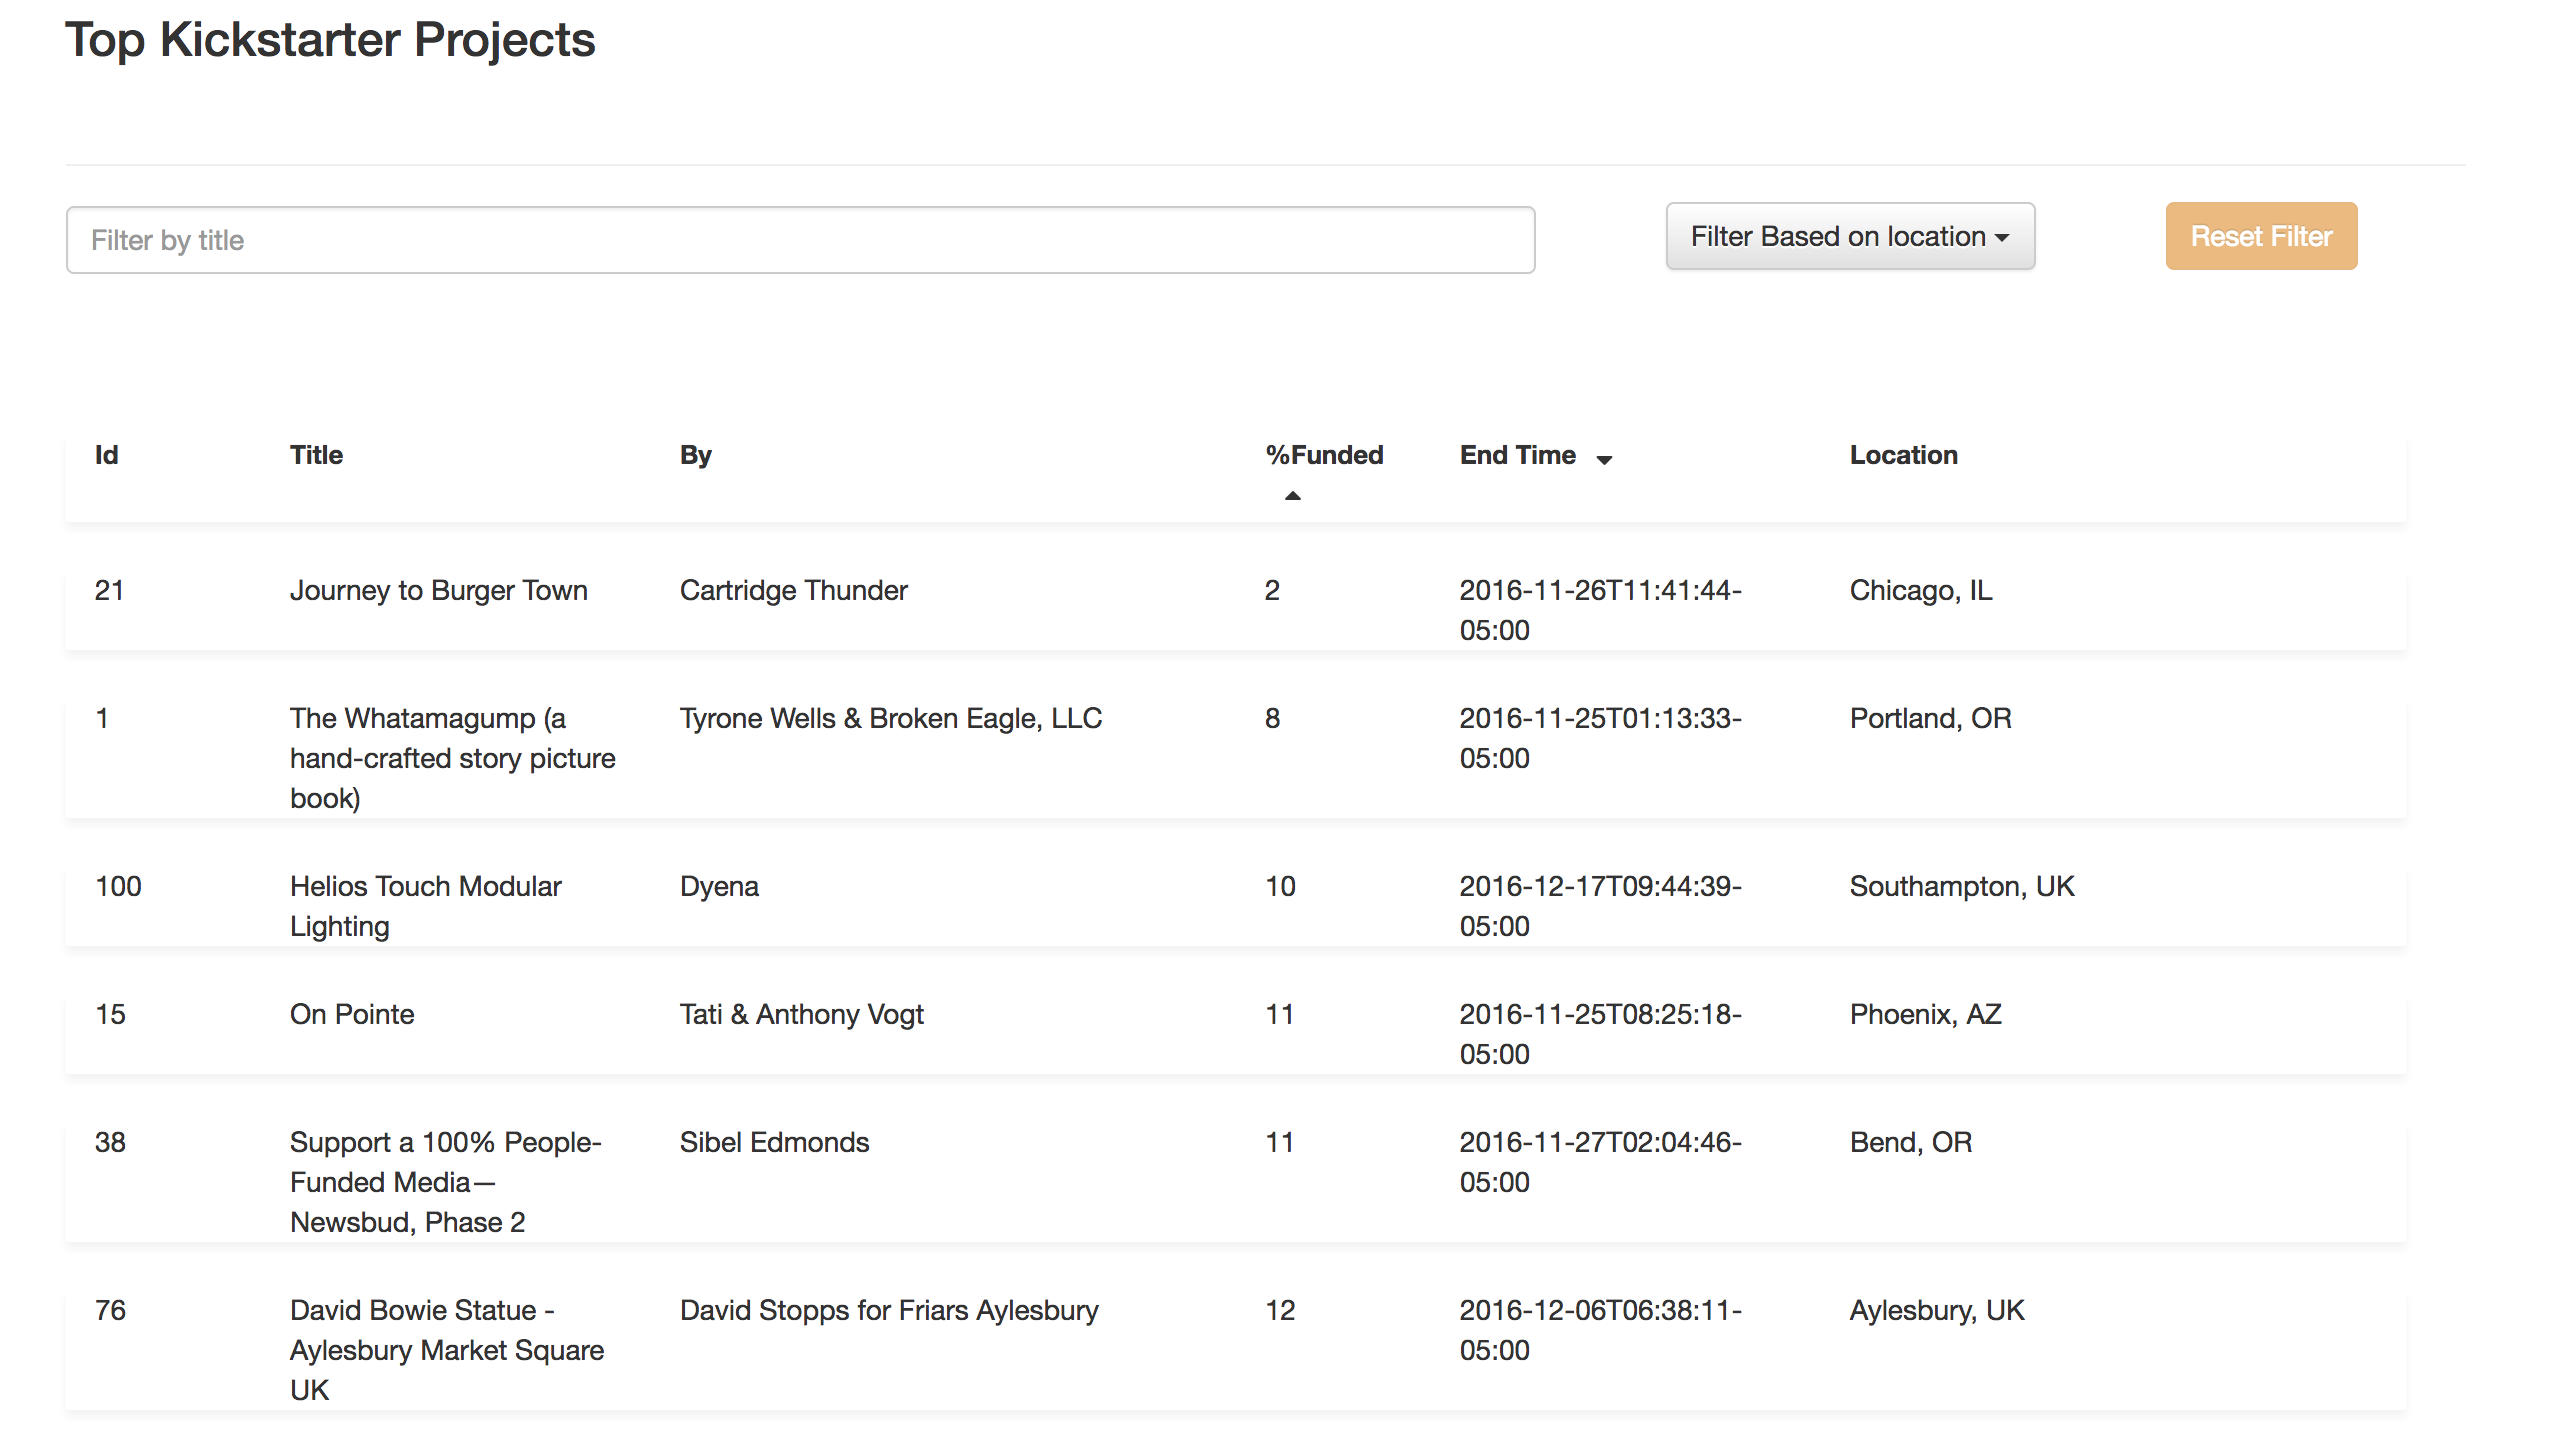 Top Kickstarter Projects
Filter by title
Filter Based on location
Reset Filter
Id Title By %Funded End Time Location
21 Journey to Burger Town Cartridge Thunder 2 2016-11-26T11:41:44- Chicago, IL
05:00
1 The Whatamagump (a Tyrone Wells & Broken Eagle, LLC 8 2016-11-25T01:13:33- Portland, OR
hand-crafted story picture 05:00
book)
100 Helios Touch Modular Dyena 10 2016-12-17T09:44:39- Southampton, UK
Lighting 05:00
15 On Pointe Tati & Anthony Vogt 11 2016-11-25T08:25:18- Phoenix, AZ
05:00
38 Support a 100% People- Sibel Edmonds 11 2016-11-27T02:04:46- Bend, OR
Funded Media— 05:00
Newsbud, Phase 2
76 David Bowie Statue - David Stopps for Friars Aylesbury 12 2016-12-06T06:38:11- Aylesbury, UK
Aylesbury Market Square 05:00
UK